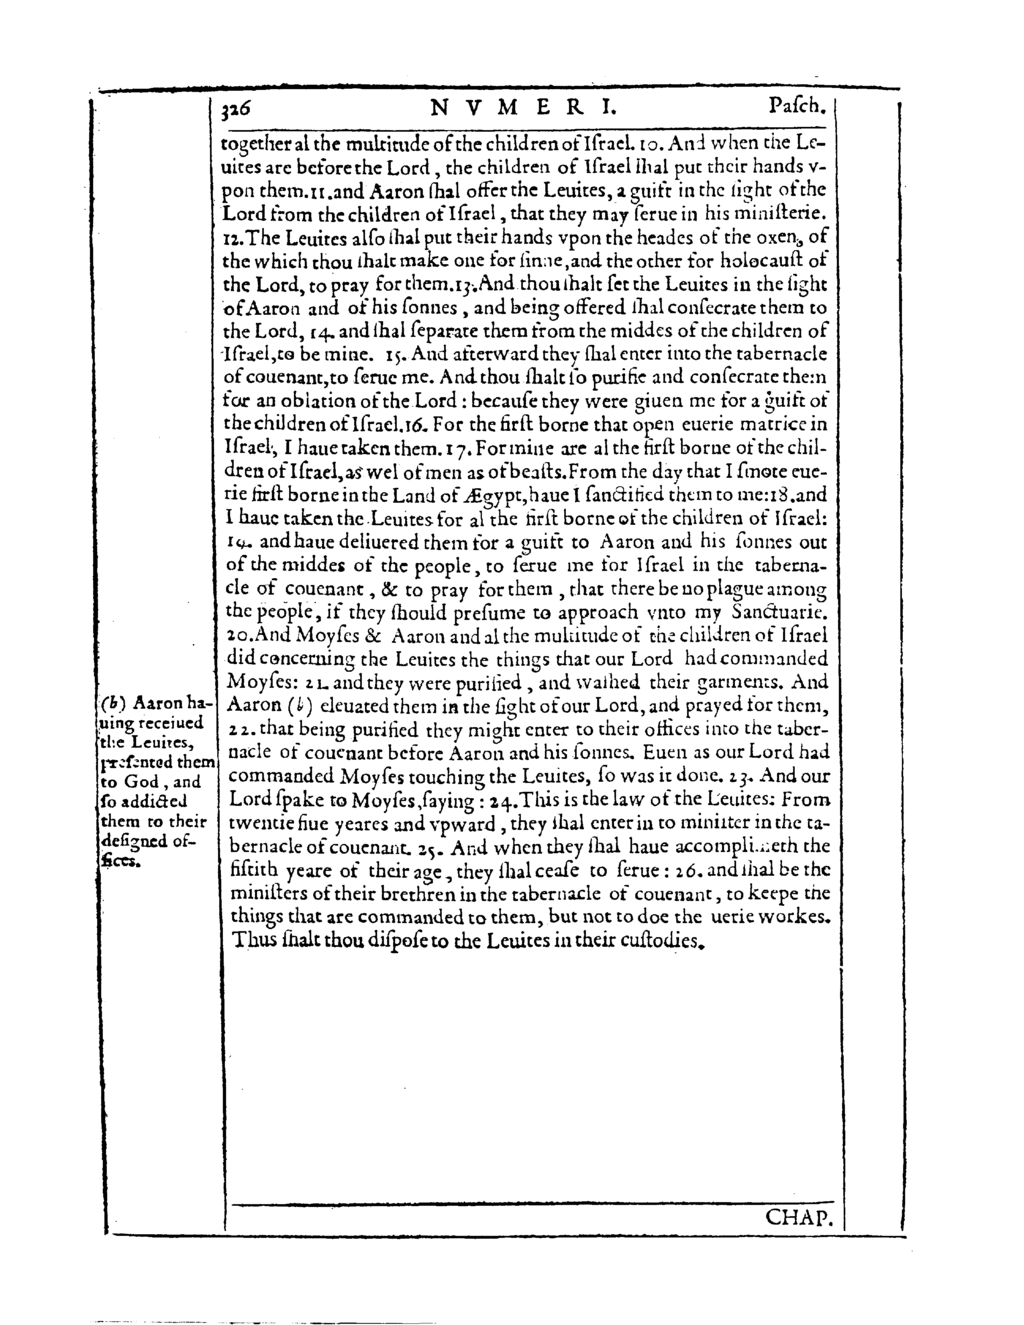 326 N V M E R I. Paſch.
together al the multitude of the children of Iſrael. 10. And when the Le-
uites are before the Lord, the children of Iſrael ſhal put their hands v-
pon them. 11. and Aaron ſhal offer the Leuites, a guift in the ſight of the
Lord from the children of Iſrael, that they may ſerue in his miniſterie.
12. The Leuites alſo ſhal put their hands vpon the heades of the oxen, of
the which thou ſhalt make one for ſinne, and the other for holocauſt of
the Lord, to pray for them. 13. And thou ſhalt ſet the Leuites in the ſight
of Aaron and of his ſonnes, and being offered ſhal conſecrate them to
the Lord, 14. and ſhal ſeparate them from the middes of the children of
Iſrael, to be mine. 15. And afterward they ſhal enter into the tabernacle
of couenant, to ſerue me. And thou ſhalt ſo purifie and conſecrate them
for an oblation of the Lord: becauſe they were giuen me for a guift of
the children of Iſrael. 16. For the firſt borne that open euerie matrice in
Iſrael, I haue taken them. 17. For mine are al the firſt borne of the chil-
dren of Iſrael, as wel of men as of beaſts. From the day that I ſmote eue-
rie firſt borne in the Land of Ægypt, haue I ſanctified them to me: 18. and
I haue taken the Leuites for al the firſt borne of the children of Iſrael:
19. and haue deliuered them for a guift to Aaron and his ſonnes out
of the middes of the people, to ſerue me for Iſrael in the taberna-
cle of couenant, & to pray for them, that there be no plague among
the people, if they ſhould preſume to approach vnto my Sanctuarie.
20. And Moyſes & Aaron and al the multitude of the children of Iſrael
did concerning the Leuites the things that our Lord had commanded
Moyſes: 21. and they were purified, and waſhed their garments. And
Aaron (b) eleuated them in the ſight of our Lord, and prayed for them,
22. that being purified they might enter to their offices into the taber-
nacle of couenant before Aaron and his ſonnes. Euen as our Lord had
commanded Moyſes touching the Leuites, ſo was it done. 23. And our
Lord ſpake to Moyſes, ſaying: 24. This is the law of the Leuites: From
twentie fiue yeares and vpward, they ſhal enter in to miniſter in the ta-
bernacle of couenant. 25. And when they ſhal haue accompliſheth the
fiftith yeare of their age, they ſhal ceaſe to ſerue: 26. and ſhal be the
miniſters of their brethren in the tabernacle of couenant, to keepe the
things that are commanded to them, but not to doe the uerie workes.
Thus ſhalt thou diſpoſe to the Leuites in their cuſtodies.
(b) Aaron ha-
uing receiued
the Leuites,
preſented them
to God, and
ſo addicted
them to their
deſigned of-
fices.
CHAP.